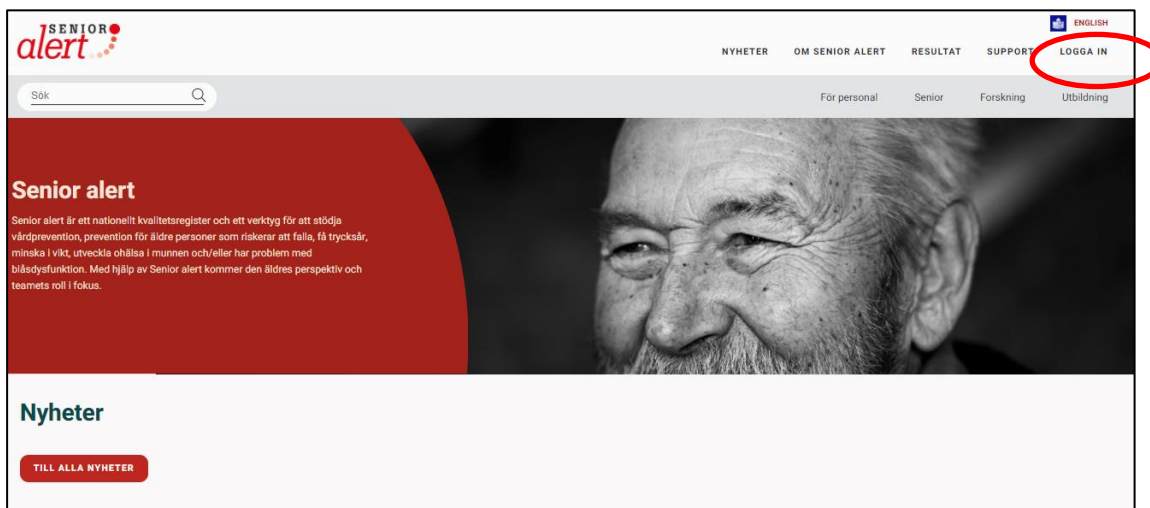 SENIOR
alert
ENGLISH
NYHETER OM SENIOR ALERT RESULTAT SUPPORT LOGGA IN
Sök
För personal Senior Forskning Utbildning
Senior alert
Senior alert är ett nationellt kvalitetsregister och ett verktyg för att stödja
vårdprevention, prevention för äldre personer som riskerar att falla, få trycksår,
minska i vikt, utveckla ohälsa i munnen och/eller har problem med
blåsdysfunktion. Med hjälp av Senior alert kommer den äldres perspektiv och
teamets roll i fokus.
Nyheter
TILL ALLA NYHETER